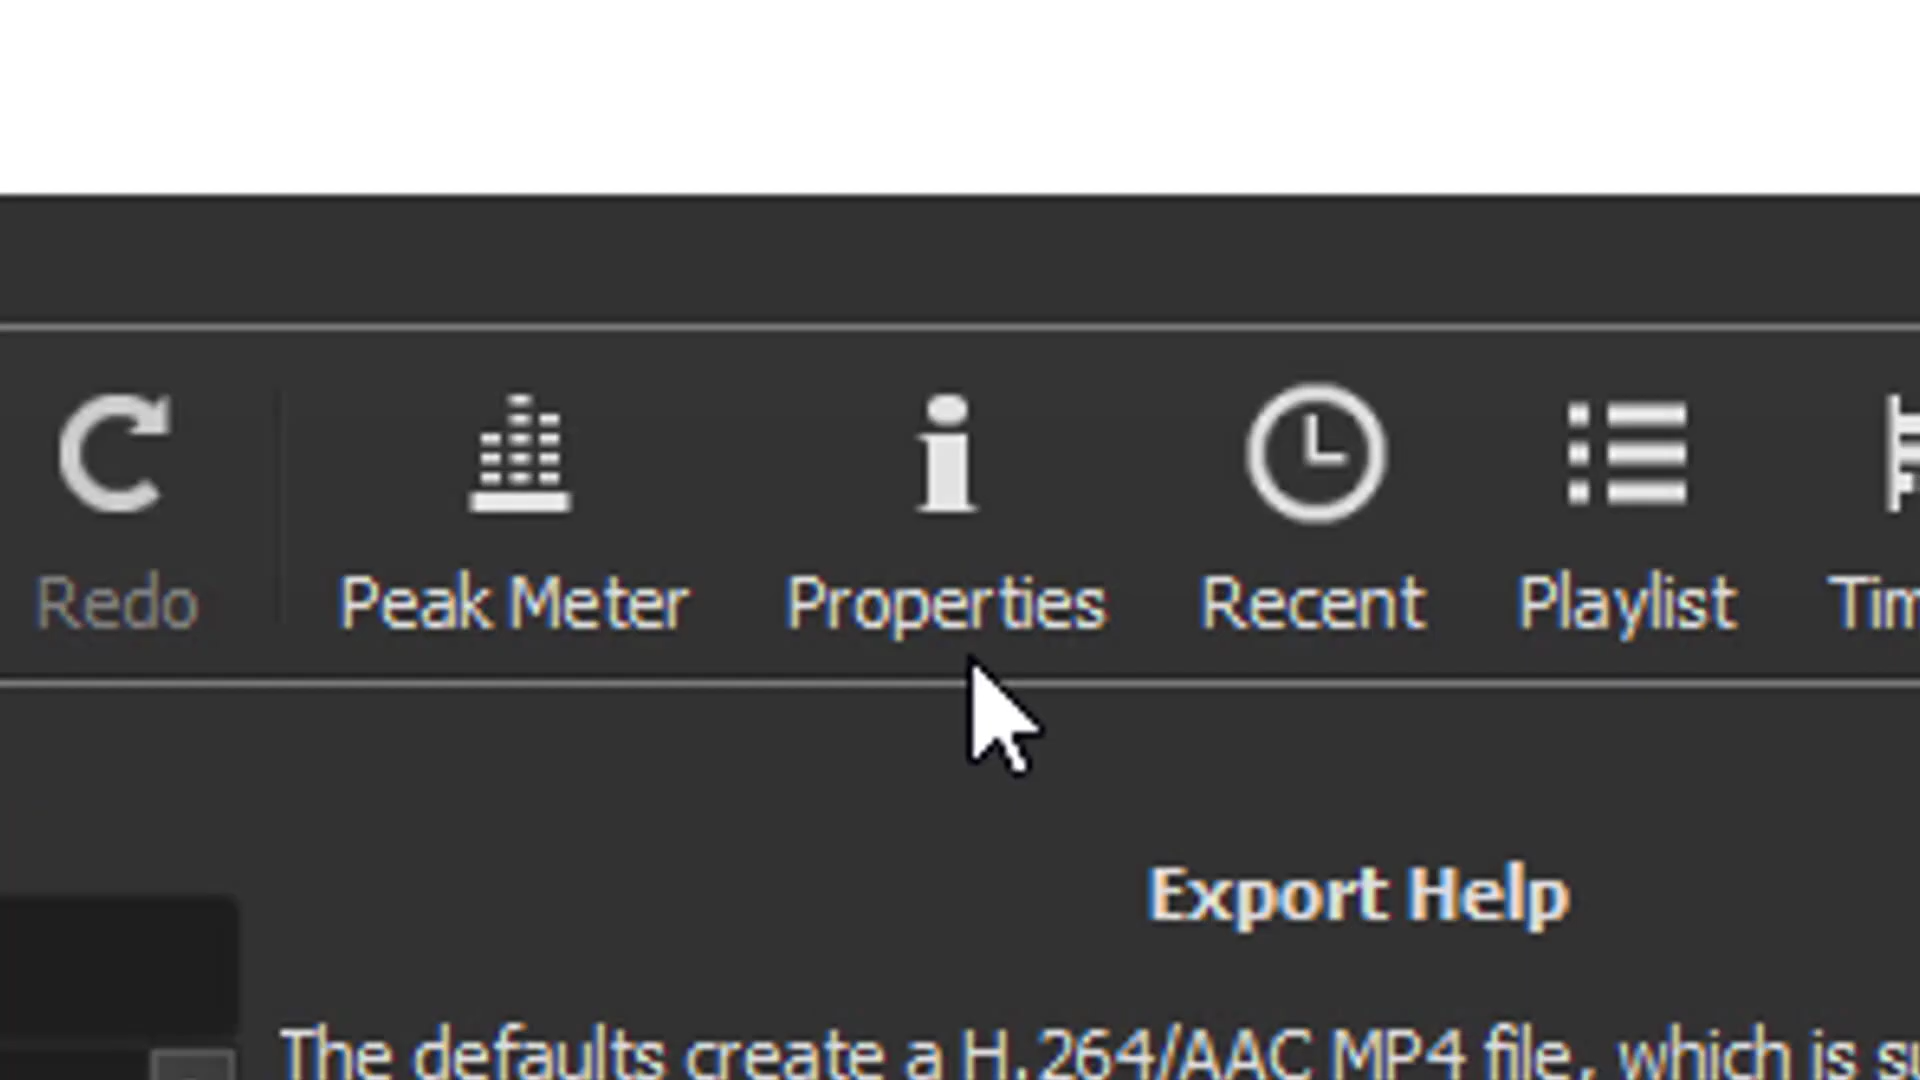 Redo Peak Meter Properties Recent Playlist
Export Help
The defaults create a H.264/AAC MP4 file, which is